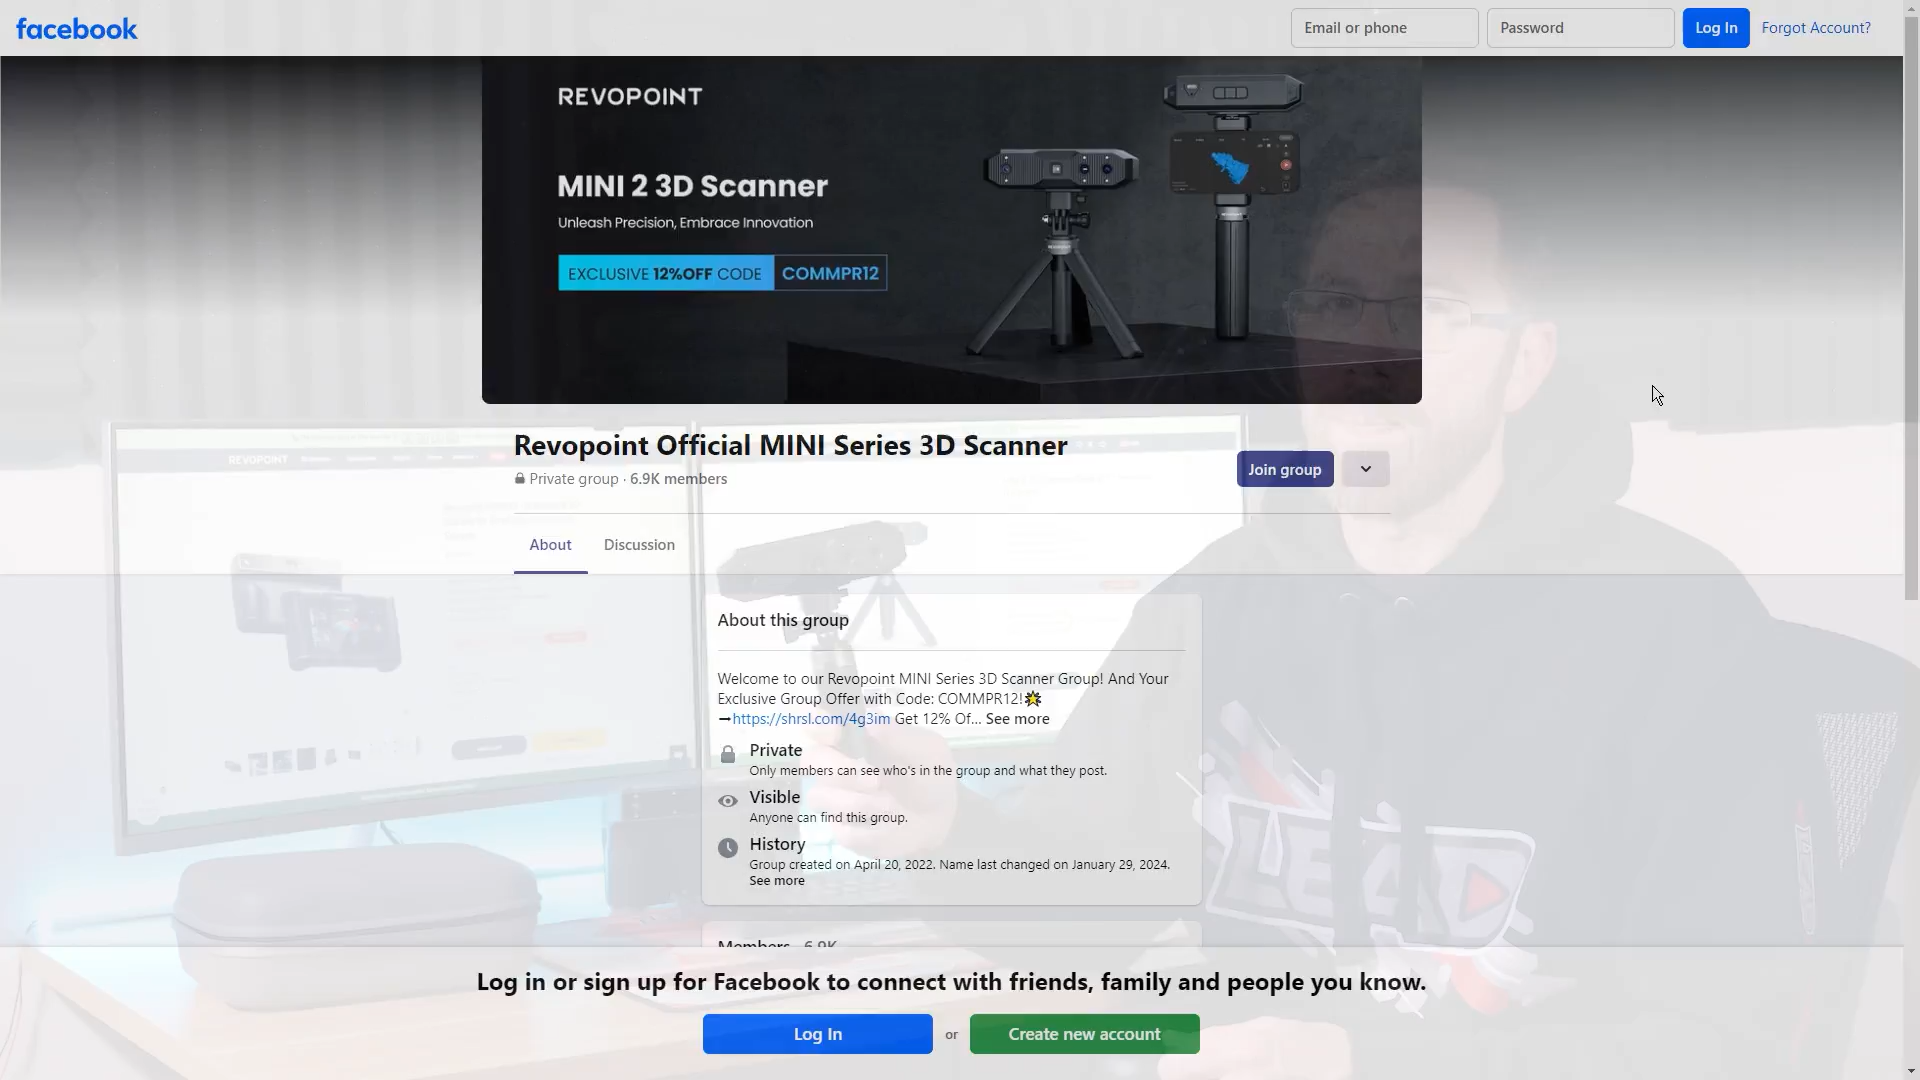 facebook
Email or phone
Password
Log In
Forgot Account?
REVOPOINT
MINI 2 3D Scanner
Unleash Precision, Embrace Innovation
EXCLUSIVE 12%OFF CODE COMMPR12
Revopoint Official MINI Series 3D Scanner
Private group · 6.9K members
Join group
About
Discussion
REVOPOINT
About this group
Welcome to our Revopoint MINI Series 3D Scanner Group! And Your
Exclusive Group Offer with Code: COMMPR12!🌟
➞https://shrsl.com/4g3im Get 12% Of... See more
Private
Only members can see who's in the group and what they post.
Visible
Anyone can find this group.
History
Group created on April 20, 2022. Name last changed on January 29, 2024.
See more
Members · 6.9K
Log in or sign up for Facebook to connect with friends, family and people you know.
Log In
or
Create new account